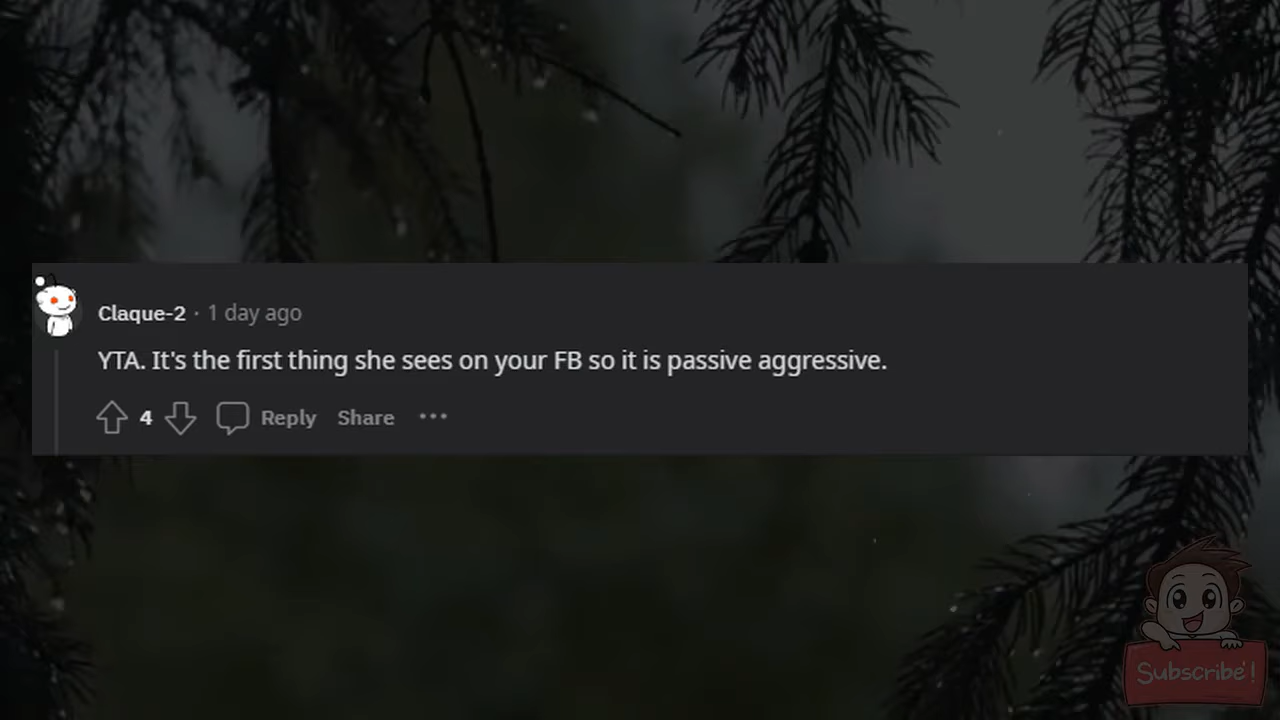 Claque-2 · 1 day ago
YTA. It's the first thing she sees on your FB so it is passive aggressive.
4 Reply Share ···
Subscribe!